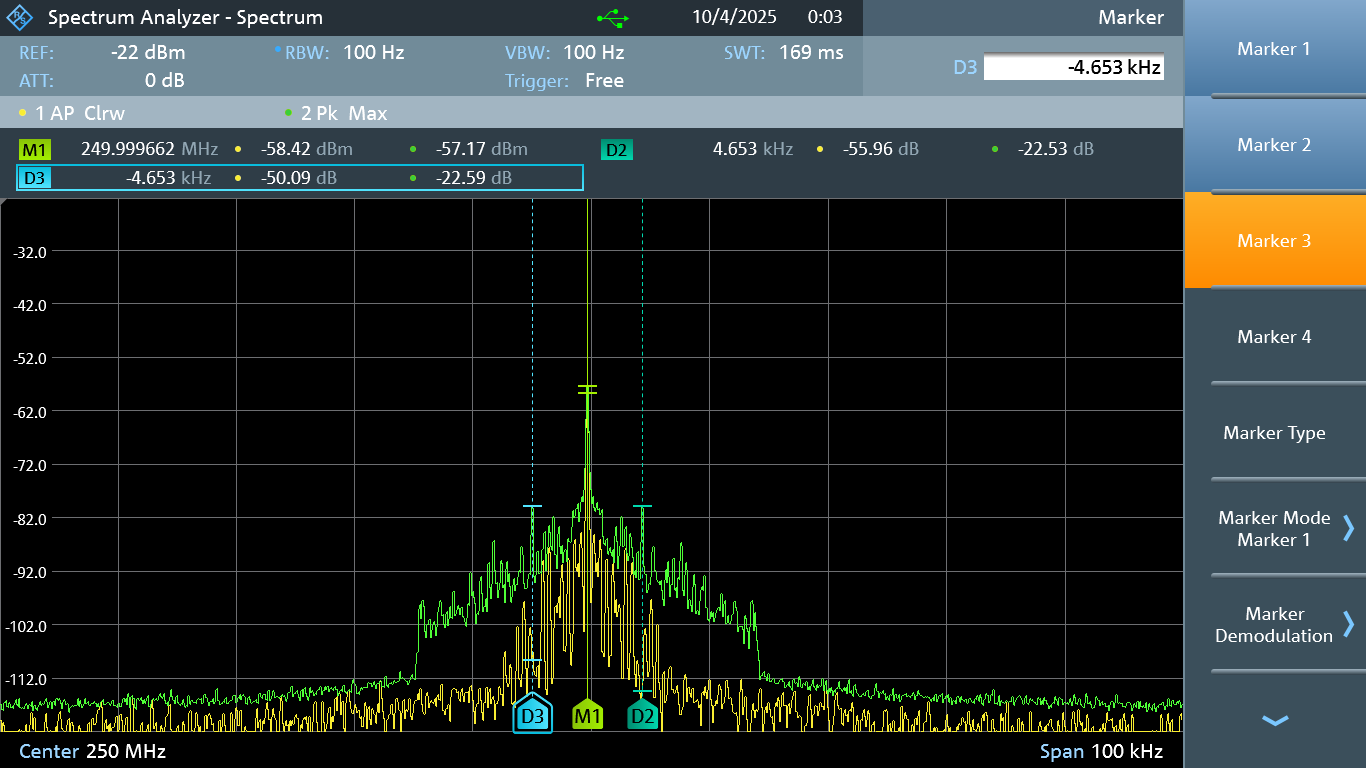 Spectrum Analyzer - Spectrum 10/4/2025 0:03 Marker
REF: -22 dBm RBW: 100 Hz VBW: 100 Hz SWT: 169 ms
D3 -4.653 kHz
ATT: 0 dB Trigger: Free
1 AP Clrw 2 Pk Max
M1 249.999662 MHz -58.42 dBm -57.17 dBm D2 4.653 kHz -55.96 dB -22.53 dB
D3 -4.653 kHz -50.09 dB -22.59 dB
-32.0
-42.0
-52.0
-62.0
-72.0
-82.0
-92.0
-102.0
-112.0
D3 M1 D2
Center 250 MHz Span 100 kHz
Marker 1
Marker 2
Marker 3
Marker 4
Marker Type
Marker Mode
Marker 1
Marker
Demodulation